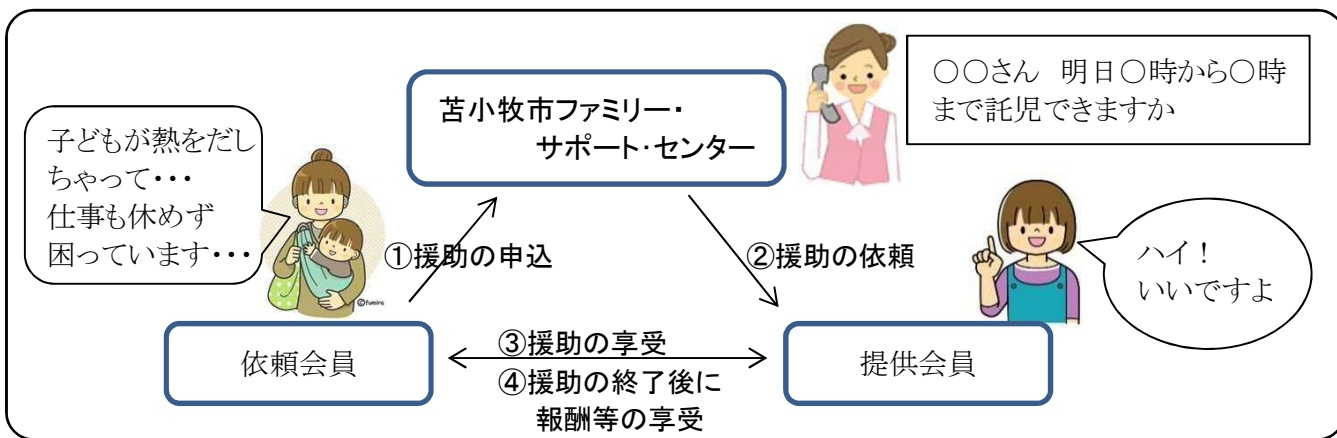 苫小牧市ファミリー・
サポート・センター
○○さん 明日○時から○時
まで託児できますか
子どもが熱をだし
ちゃって・・・
仕事も休めず
困っています・・・
①援助の申込
②援助の依頼
ハイ！
いいですよ
©fumira
依頼会員
③援助の享受
④援助の終了後に
報酬等の享受
提供会員